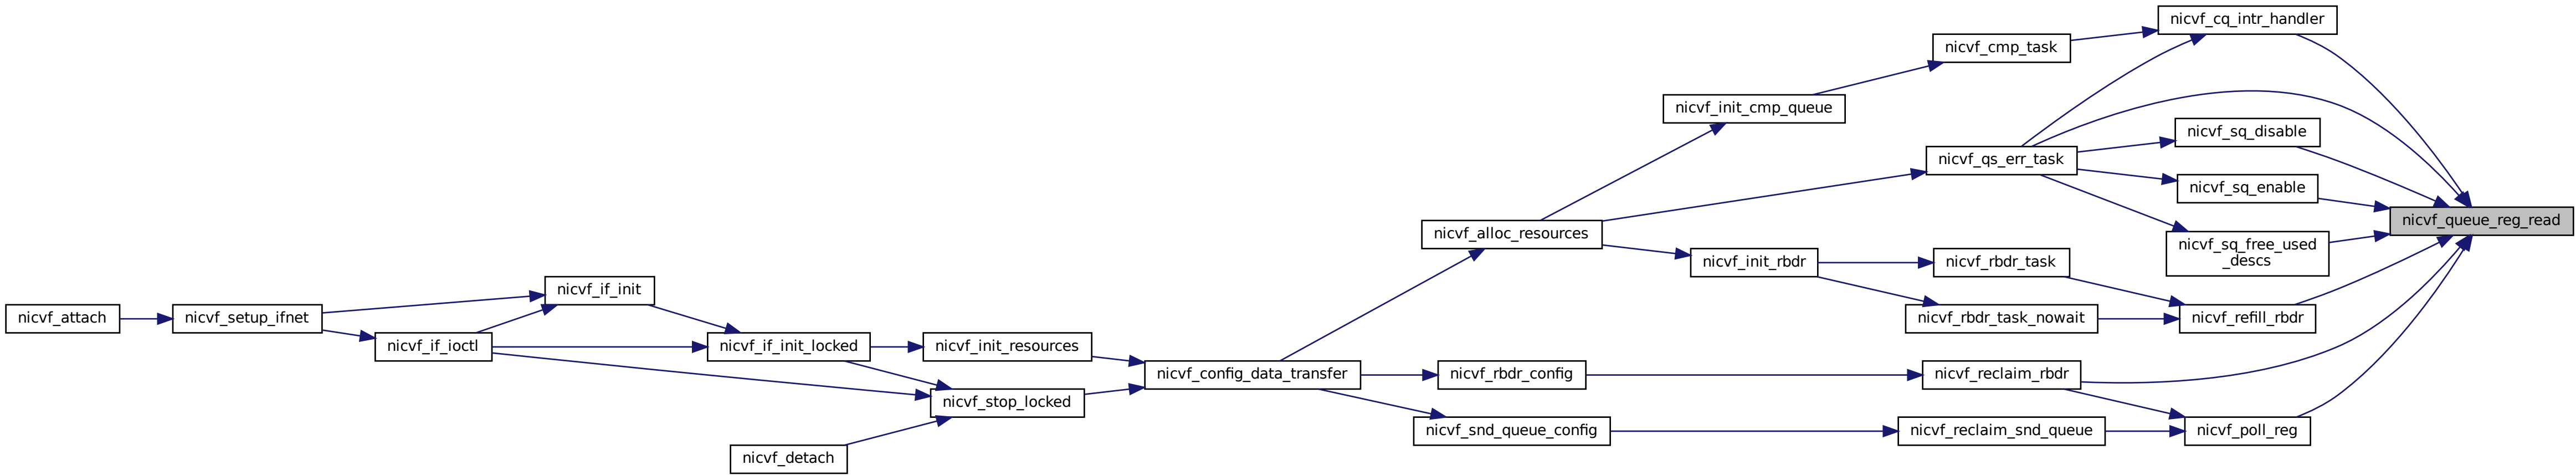 nicvf_cq_intr_handler
nicvf_cmp_task
nicvf_init_cmp_queue
nicvf_sq_disable
nicvf_qs_err_task
nicvf_sq_enable
nicvf_queue_reg_read
nicvf_alloc_resources
nicvf_sq_free_used
_descs
nicvf_init_rbdr
nicvf_rbdr_task
nicvf_if_init
nicvf_attach
nicvf_setup_ifnet
nicvf_rbdr_task_nowait
nicvf_refill_rbdr
nicvf_if_ioctl
nicvf_if_init_locked
nicvf_init_resources
nicvf_config_data_transfer
nicvf_rbdr_config
nicvf_reclaim_rbdr
nicvf_stop_locked
nicvf_snd_queue_config
nicvf_reclaim_snd_queue
nicvf_poll_reg
nicvf_detach